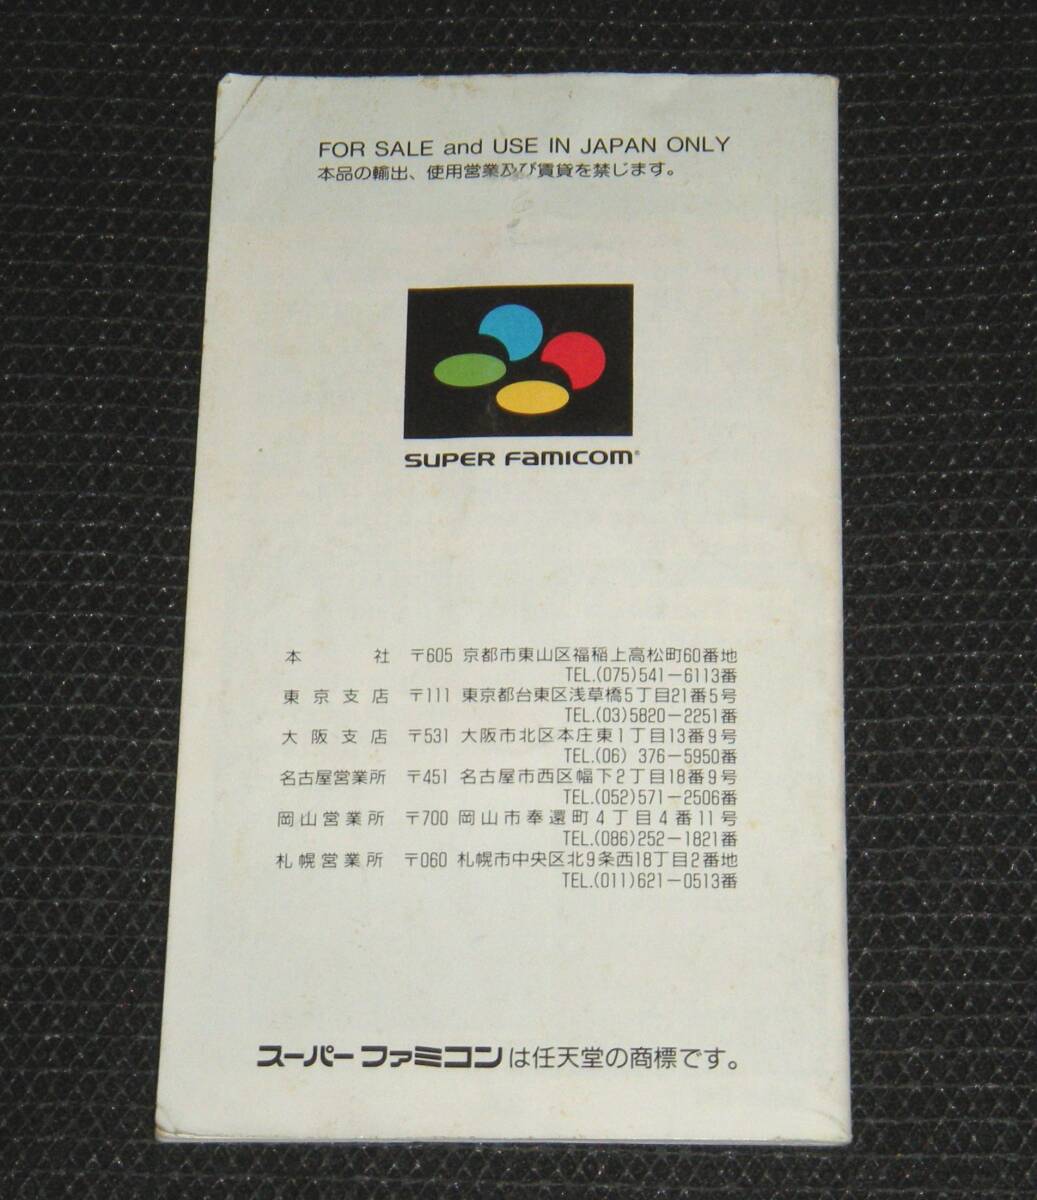 FOR SALE and USE IN JAPAN ONLY
本品の輸出、使用営業及び賃貸を禁じます。
SUPER FAMICOM®
本社 〒605 京都市東山区福稲上高松町60番地
TEL.(075)541-6113番
東京支店 〒111 東京都台東区浅草橋5丁目21番5号
TEL.(03)5820-2251番
大阪支店 〒531 大阪市北区本庄東1丁目13番9号
TEL.(06) 376-5950番
名古屋営業所 〒451 名古屋市西区幅下2丁目18番9号
TEL.(052)571-2506番
岡山営業所 〒700 岡山市奉還町4丁目4番11号
TEL.(086)252-1821番
札幌営業所 〒060 札幌市中央区北9条西18丁目2番地
TEL.(011)621-0513番
スーパーファミコンは任天堂の商標です。